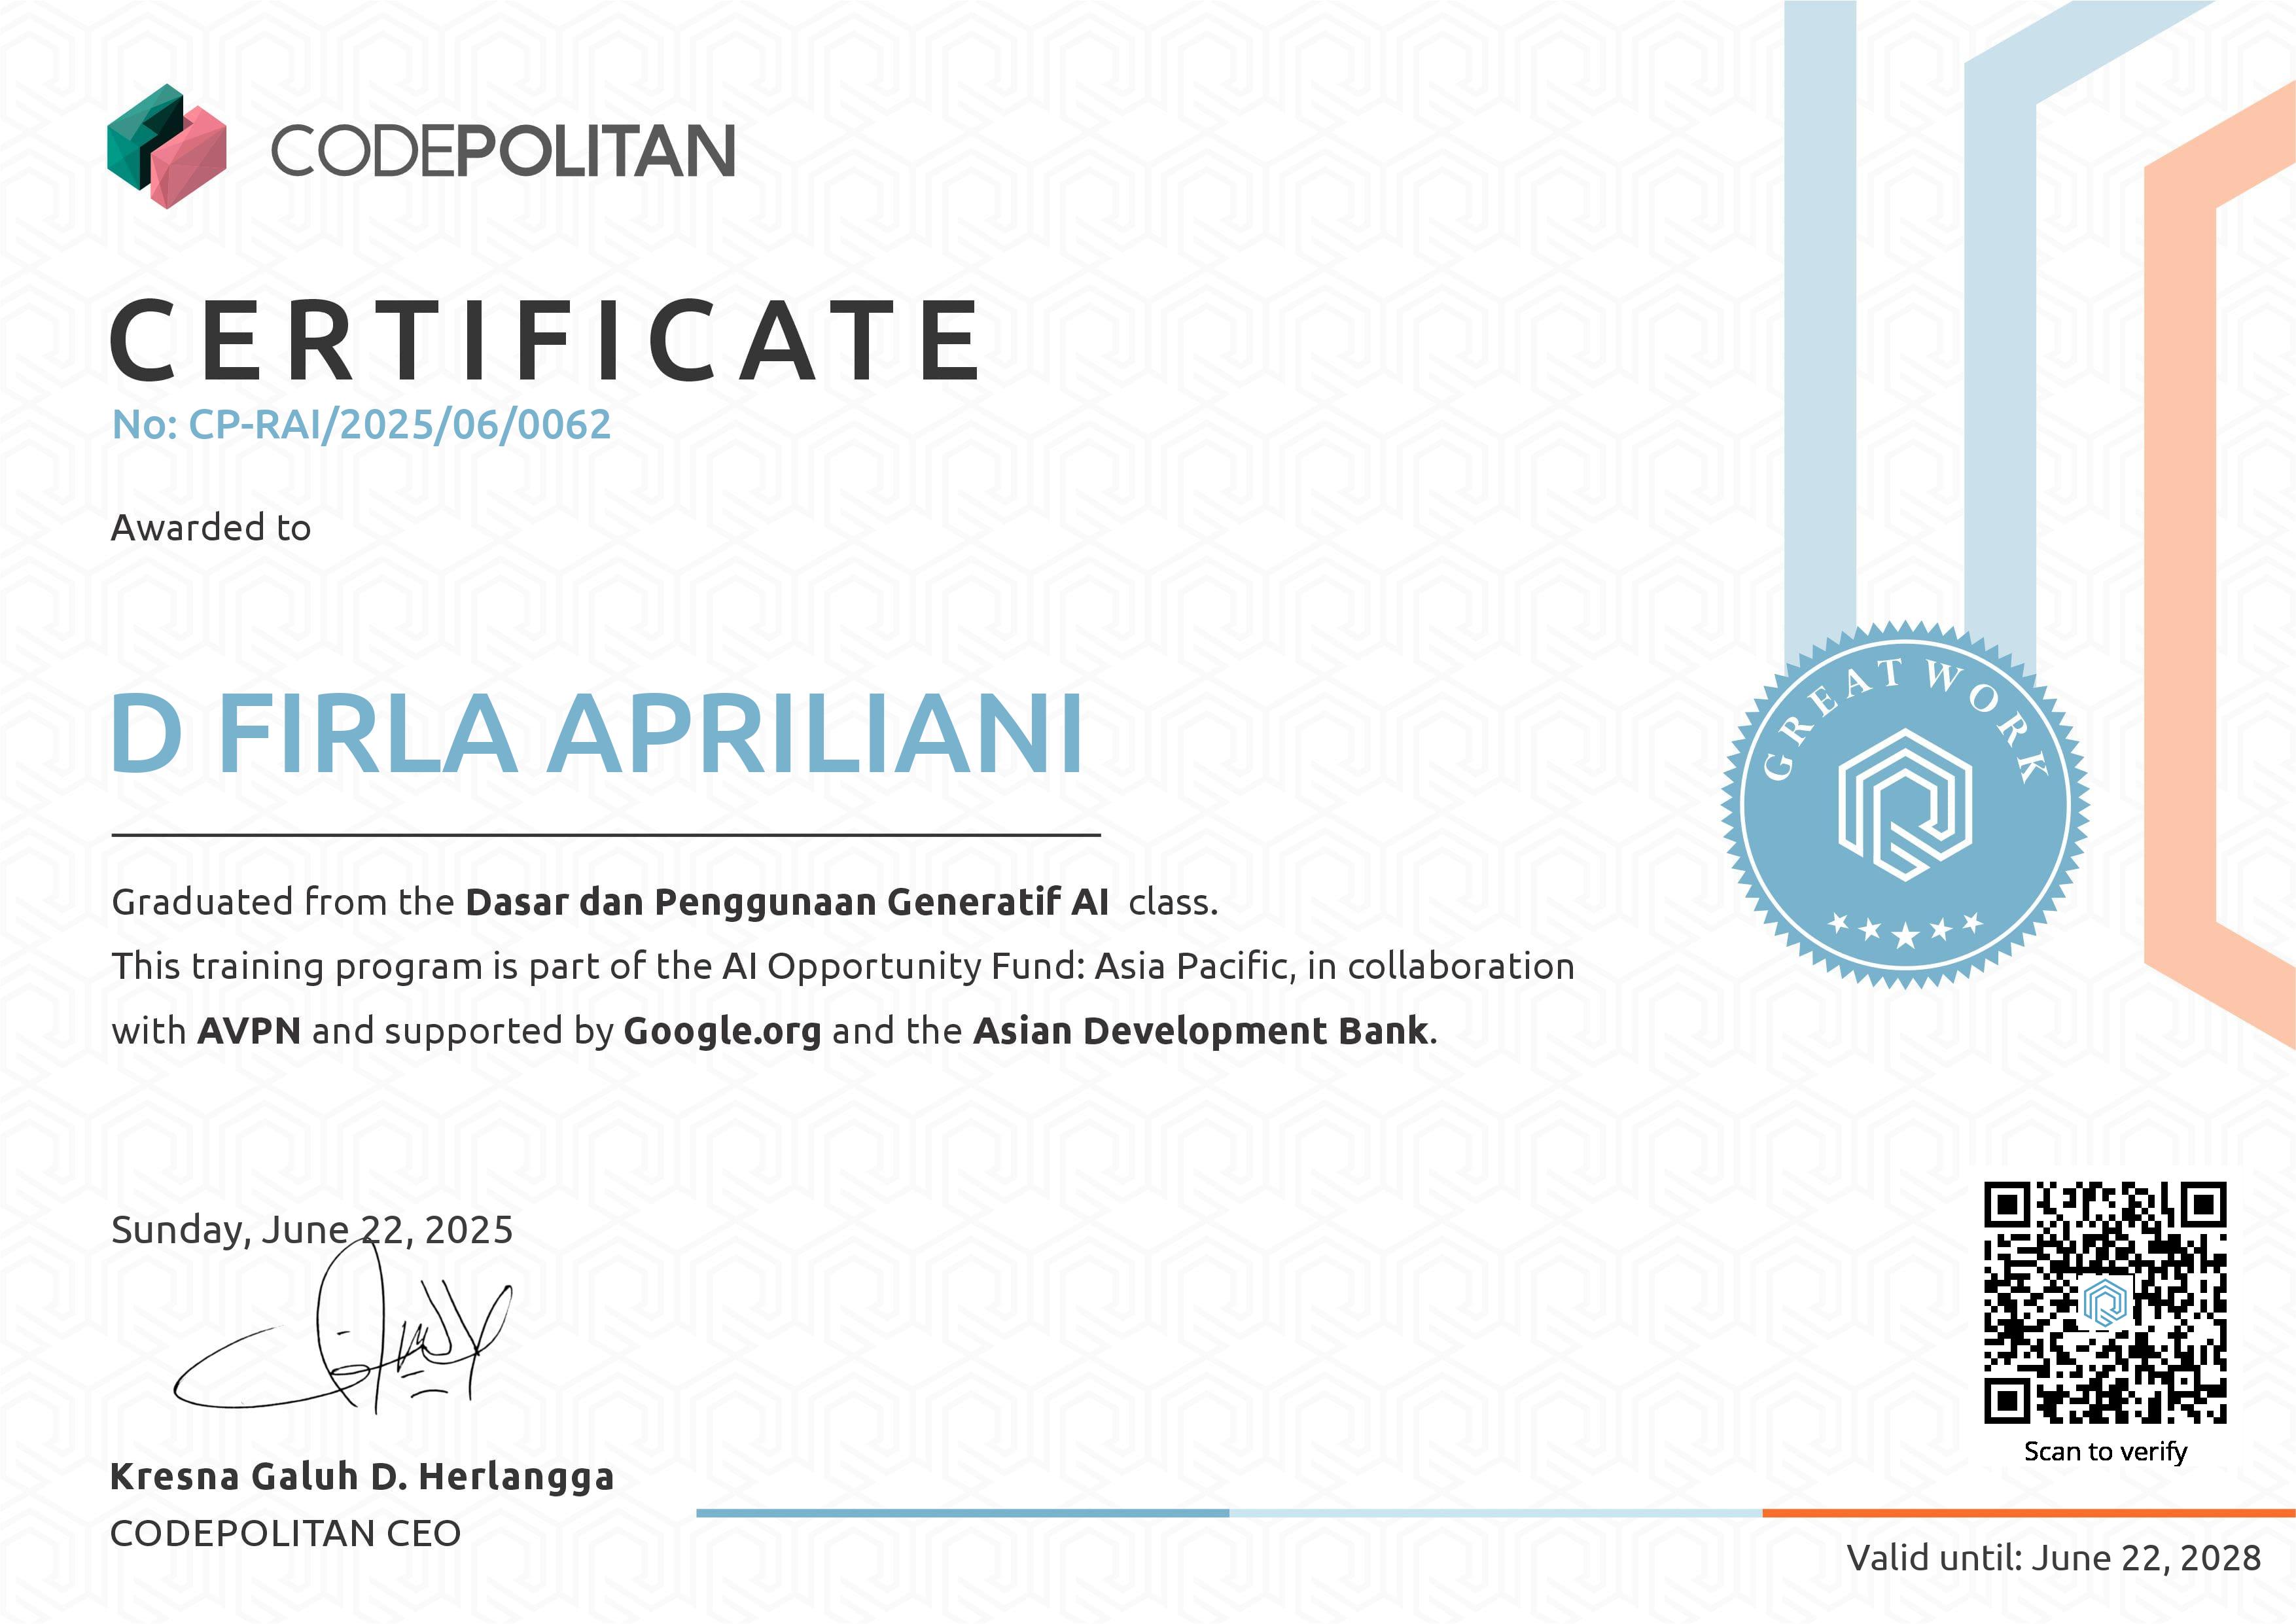 CODEPOLITAN
CERTIFICATE
No: CP-RAI/2025/06/0062
Awarded to
D FIRLA APRILIANI
GREAT WORK
Graduated from the Dasar dan Penggunaan Generatif AI class.
This training program is part of the AI Opportunity Fund: Asia Pacific, in collaboration
with AVPN and supported by Google.org and the Asian Development Bank.
Sunday, June 22, 2025
Kresna Galuh D. Herlangga
CODEPOLITAN CEO
Scan to verify
Valid until: June 22, 2028